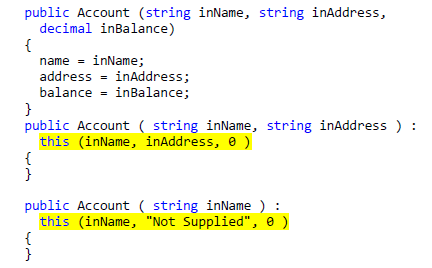 public Account (string inName, string inAddress,
decimal inBalance)
{
name = inName;
address = inAddress;
balance = inBalance;
}
public Account ( string inName, string inAddress ) :
this (inName, inAddress, 0 )
{
}
public Account ( string inName ) :
this (inName, "Not Supplied", 0 )
{
}